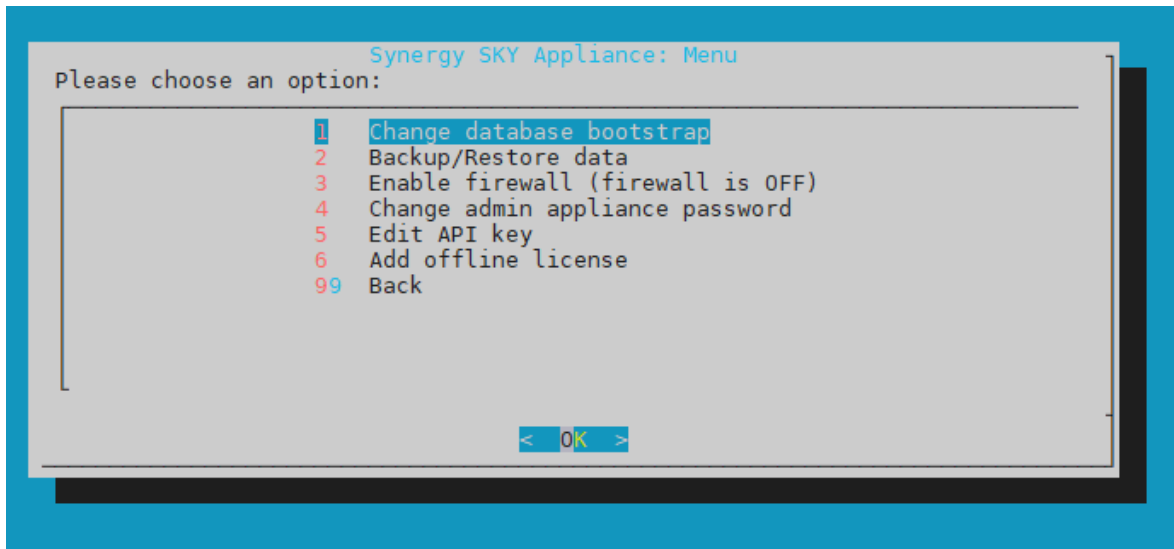 Synergy SKY Appliance: Menu
Please choose an option:
1 Change database bootstrap
2 Backup/Restore data
3 Enable firewall (firewall is OFF)
4 Change admin appliance password
5 Edit API key
6 Add offline license
99 Back
< OK >